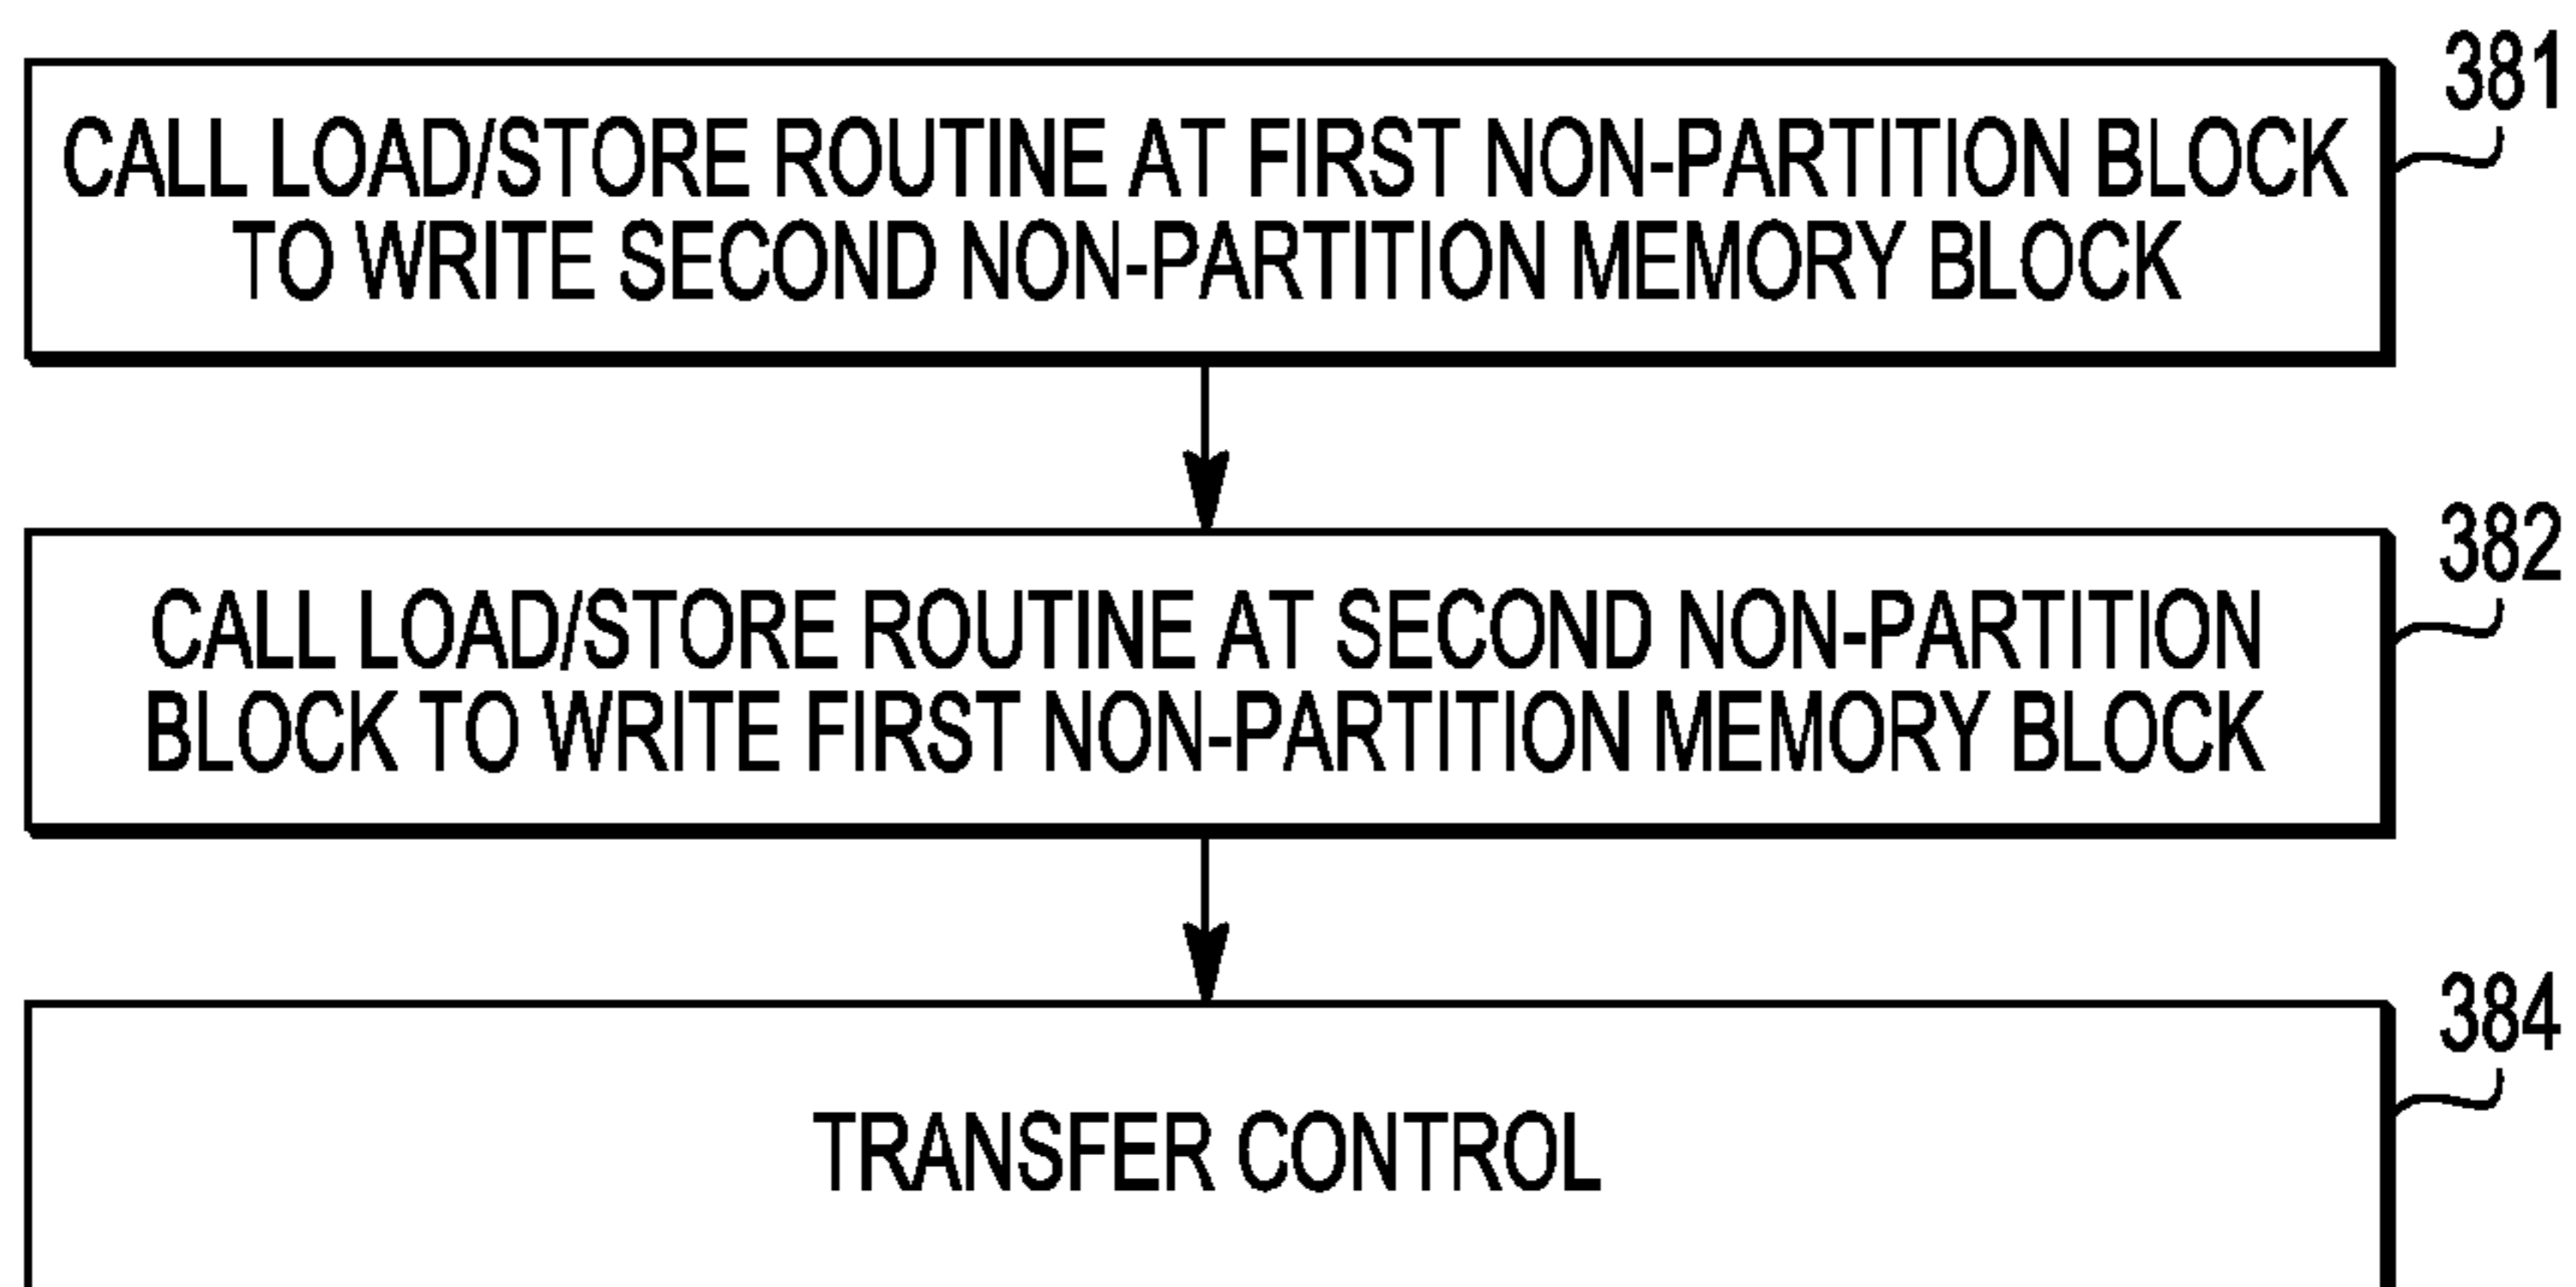 381
CALL LOAD/STORE ROUTINE AT FIRST NON-PARTITION BLOCK
TO WRITE SECOND NON-PARTITION MEMORY BLOCK
382
CALL LOAD/STORE ROUTINE AT SECOND NON-PARTITION
BLOCK TO WRITE FIRST NON-PARTITION MEMORY BLOCK
384
TRANSFER CONTROL